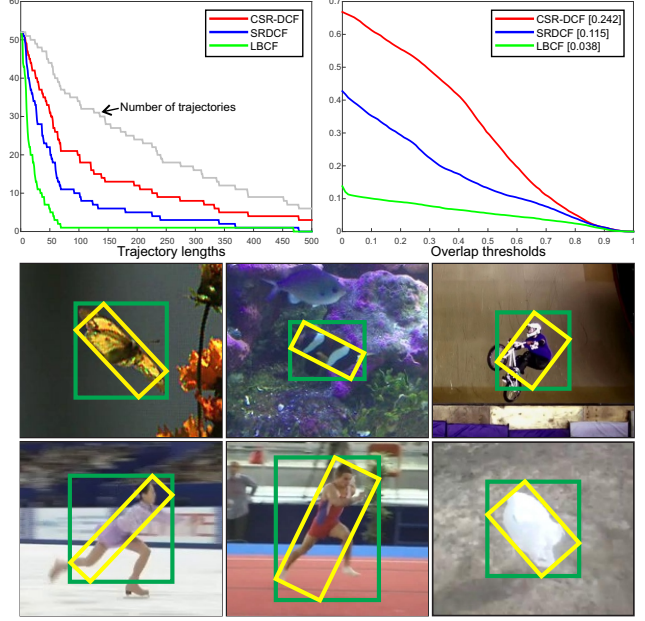 60
50
40
30
20
10
0
CSR-DCF
SRDCF
LBCF
Number of trajectories
0 50 100 150 200 250 300 350 400 450 500
Trajectory lengths
0.7
0.6
0.5
0.4
0.3
0.2
0.1
0
CSR-DCF [0.242]
SRDCF [0.115]
LBCF [0.038]
0 0.1 0.2 0.3 0.4 0.5 0.6 0.7 0.8 0.9 1
Overlap thresholds